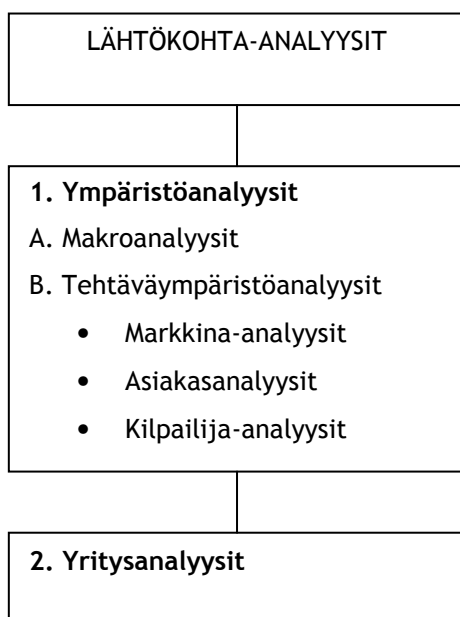 LÄHTÖKOHTA-ANALYYSIT
1. Ympäristöanalyysit
A. Makroanalyysit
B. Tehtäväympäristöanalyysit
• Markkina-analyysit
• Asiakasanalyysit
• Kilpailija-analyysit
2. Yritysanalyysit